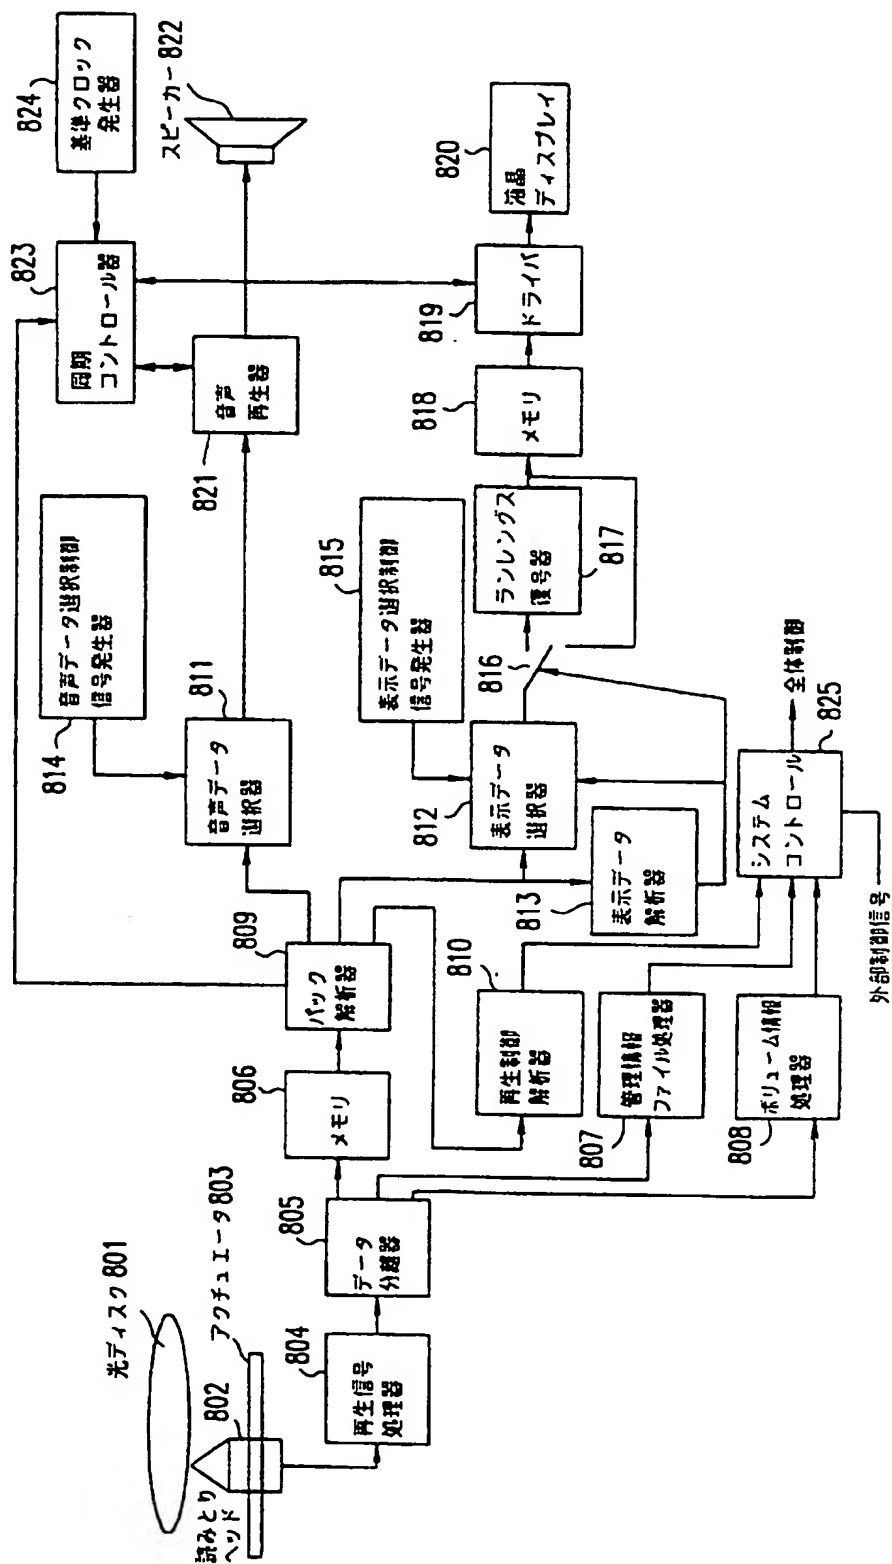 光ディスク801
アクチュエータ803
802
読みとり
ヘッド
804
再生信号
処理器
805
データ
分離器
806
メモリ
809
パック
解析器
814
音声データ選択制御
信号発生器
811
音声データ
選択器
821
音声
再生器
823
同期
コントロール器
824
基準クロック
発生器
スピーカー822
815
表示データ選択制御
信号発生器
812
表示データ
選択器
813
表示データ
解析器
816
817
ランレングス
復号器
818
メモリ
819
ドライバ
820
液晶
ディスプレイ
810
再生制御
解析器
807
管理情報
ファイル処理器
808
ボリューム情報
処理器
システム
コントロール
825
全体制御
外部制御信号